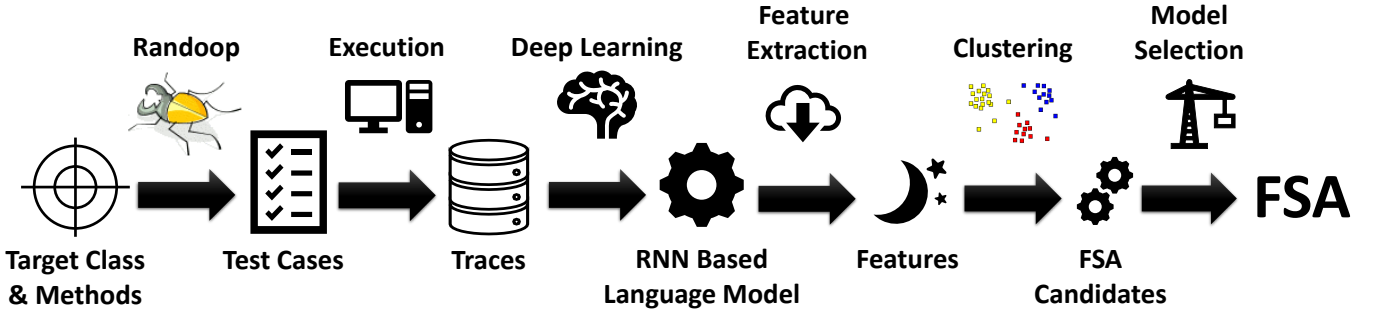 Randoop
Execution
Deep Learning
Feature
Extraction
Clustering
Model
Selection
FSA
Target Class
& Methods
Test Cases
Traces
RNN Based
Language Model
Features
FSA
Candidates